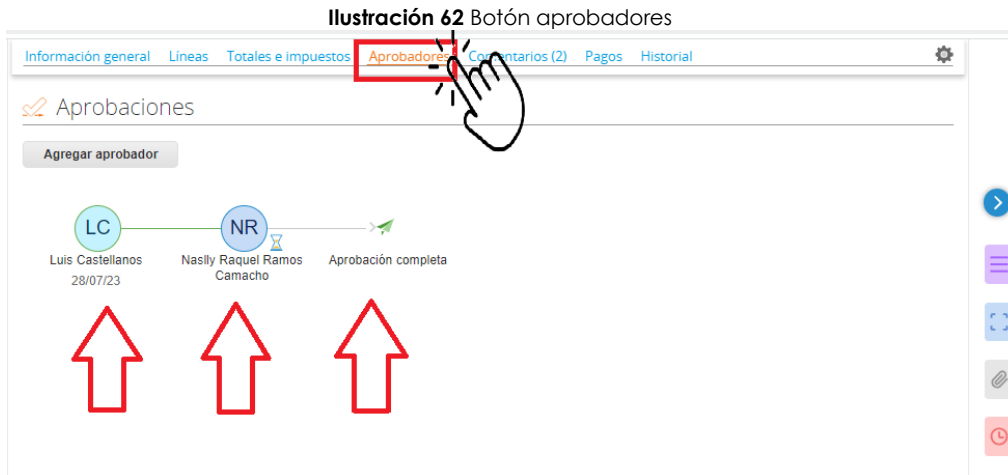 Ilustración 62 Botón aprobadores
Información general Líneas Totales e impuestos Aprobadores Comentarios (2) Pagos Historial
Aprobaciones
Agregar aprobador
LC NR
Luis Castellanos Naslly Raquel Ramos Aprobación completa
28/07/23 Camacho